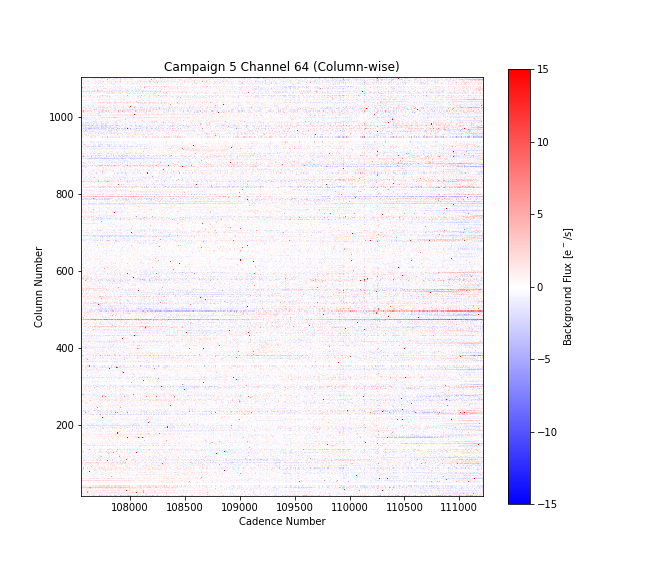 Campaign 5 Channel 64 (Column-wise)
1000
800
600
400
200
Column Number
108000 108500 109000 109500 110000 110500 111000
Cadence Number
15
10
5
0
−5
−10
−15
Background Flux [e⁻/s]